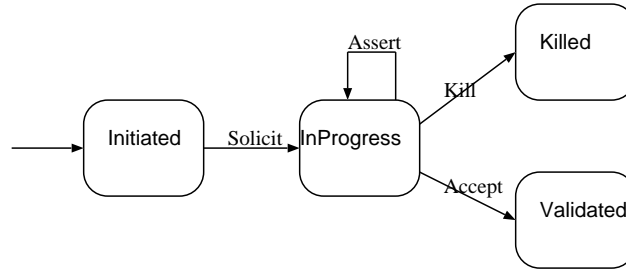 Assert
Killed
Kill
Initiated
Solicit
InProgress
Accept
Validated